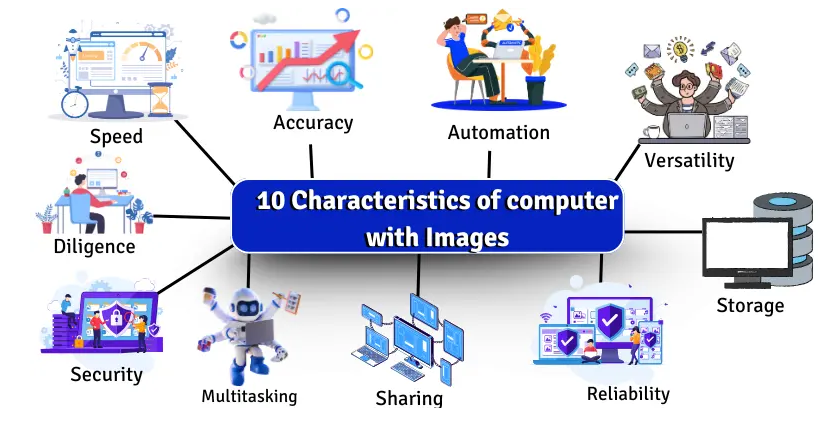 Speed
Accuracy
Automation
Versatility
10 Characteristics of computer
with Images
Diligence
Storage
Security
Multitasking
Sharing
Reliability